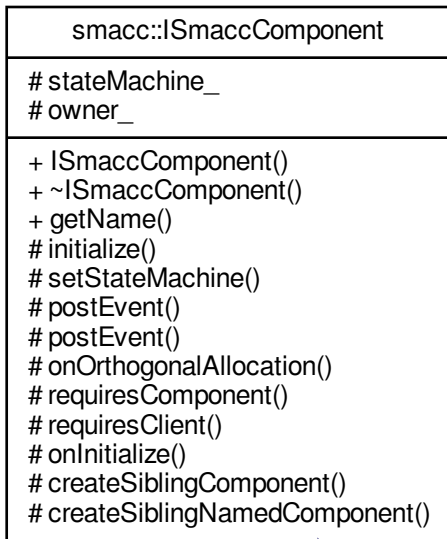 smacc::ISmaccComponent
# stateMachine_
# owner_
+ ISmaccComponent()
+ ~ISmaccComponent()
+ getName()
# initialize()
# setStateMachine()
# postEvent()
# postEvent()
# onOrthogonalAllocation()
# requiresComponent()
# requiresClient()
# onInitialize()
# createSiblingComponent()
# createSiblingNamedComponent()